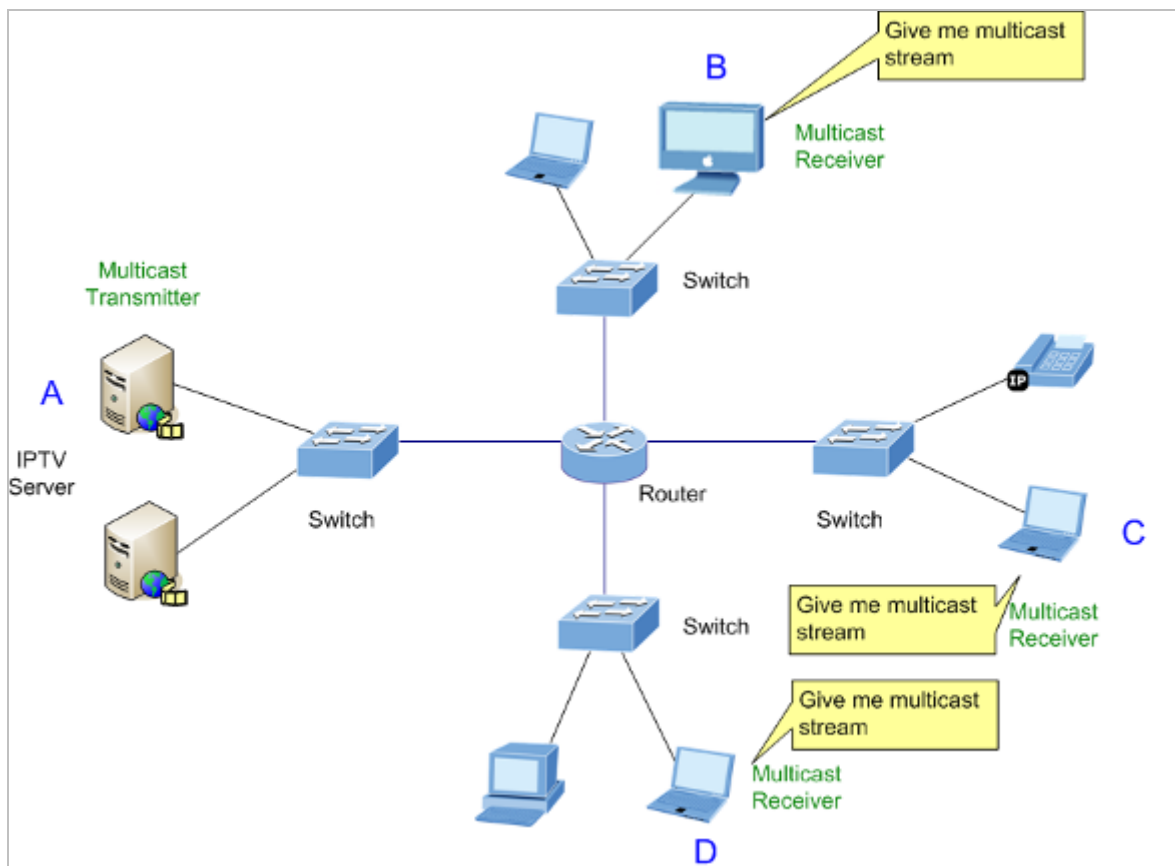 Give me multicast
stream
B
Multicast
Receiver
Switch
Multicast
Transmitter
A
IPTV
Server
Switch
Router
IP
Switch
C
Give me multicast
stream
Multicast
Receiver
Switch
Give me multicast
stream
Multicast
Receiver
D